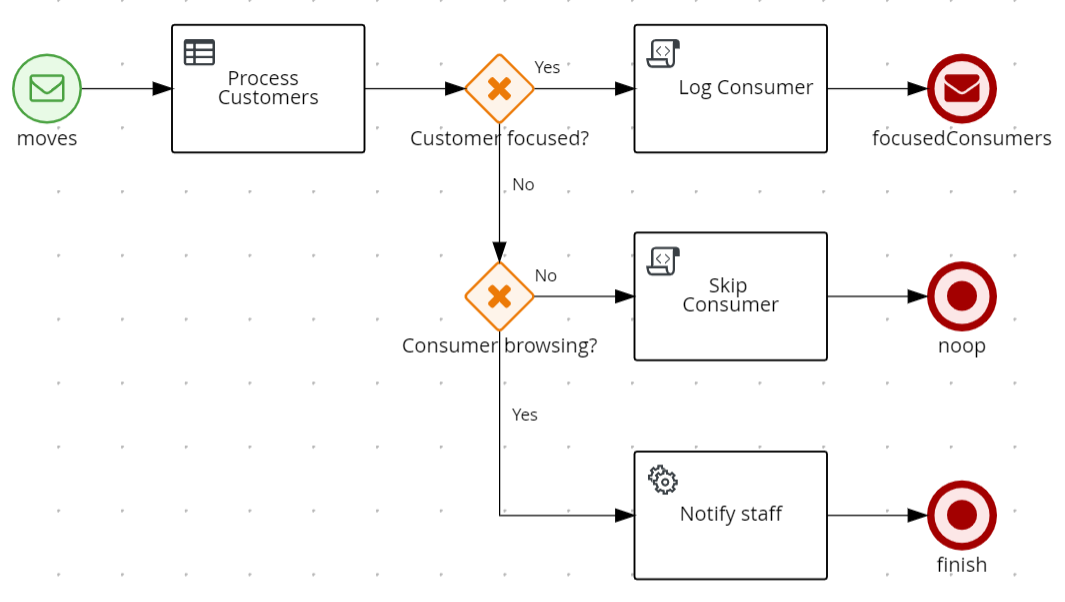 moves
Process
Customers
Customer focused?
Yes
Log Consumer
focusedConsumers
No
Consumer browsing?
No
Skip
Consumer
noop
Yes
Notify staff
finish